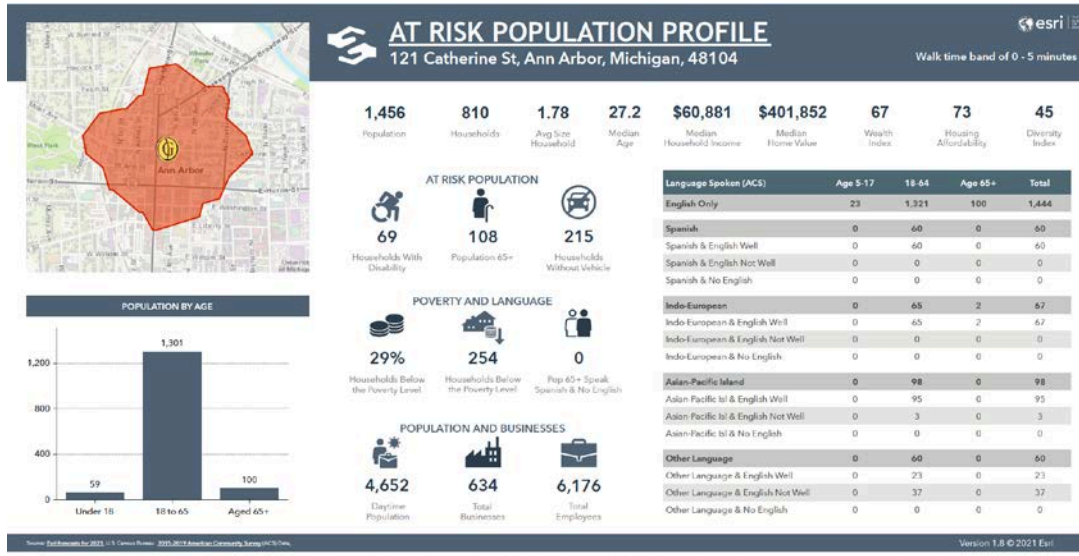 AT RISK POPULATION PROFILE
121 Catherine St, Ann Arbor, Michigan, 48104
esri
Walk time band of 0 - 5 minutes
Ann Arbor
1,456
Population
810
Households
1.78
Avg Size
Household
27.2
Median
Age
$60,881
Median
Household Income
$401,852
Median
Home Value
67
Wealth
Index
73
Housing
Affordability
45
Diversity
Index
AT RISK POPULATION
69
Households With
Disability
108
Population 65+
215
Households
Without Vehicle
POVERTY AND LANGUAGE
29%
Households Below
the Poverty Level
254
Households Below
the Poverty Level
0
Pop 65+ Speak
Spanish & No English
POPULATION AND BUSINESSES
4,652
Daytime
Population
634
Total
Businesses
6,176
Total
Employees
POPULATION BY AGE
1,200
800
400
0
59
1,301
100
Under 18
18 to 65
Aged 65+
Language Spoken (ACS) Age 5-17 18-64 Age 65+ Total
English Only 23 1,321 100 1,444
Spanish 0 60 0 60
Spanish & English Well 0 60 0 60
Spanish & English Not Well 0 0 0 0
Spanish & No English 0 0 0 0
Indo-European 0 65 2 67
Indo-European & English Well 0 65 2 67
Indo-European & English Not Well 0 0 0 0
Indo-European & No English 0 0 0 0
Asian-Pacific Island 0 98 0 98
Asian-Pacific Isl & English Well 0 95 0 95
Asian-Pacific Isl & English Not Well 0 3 0 3
Asian-Pacific Isl & No English 0 0 0 0
Other Language 0 60 0 60
Other Language & English Well 0 23 0 23
Other Language & English Not Well 0 37 0 37
Other Language & No English 0 0 0 0
Source: Esri forecasts for 2021, U.S. Census Bureau 2015-2019 American Community Survey (ACS) Data,
Version 1.8 © 2021 Esri